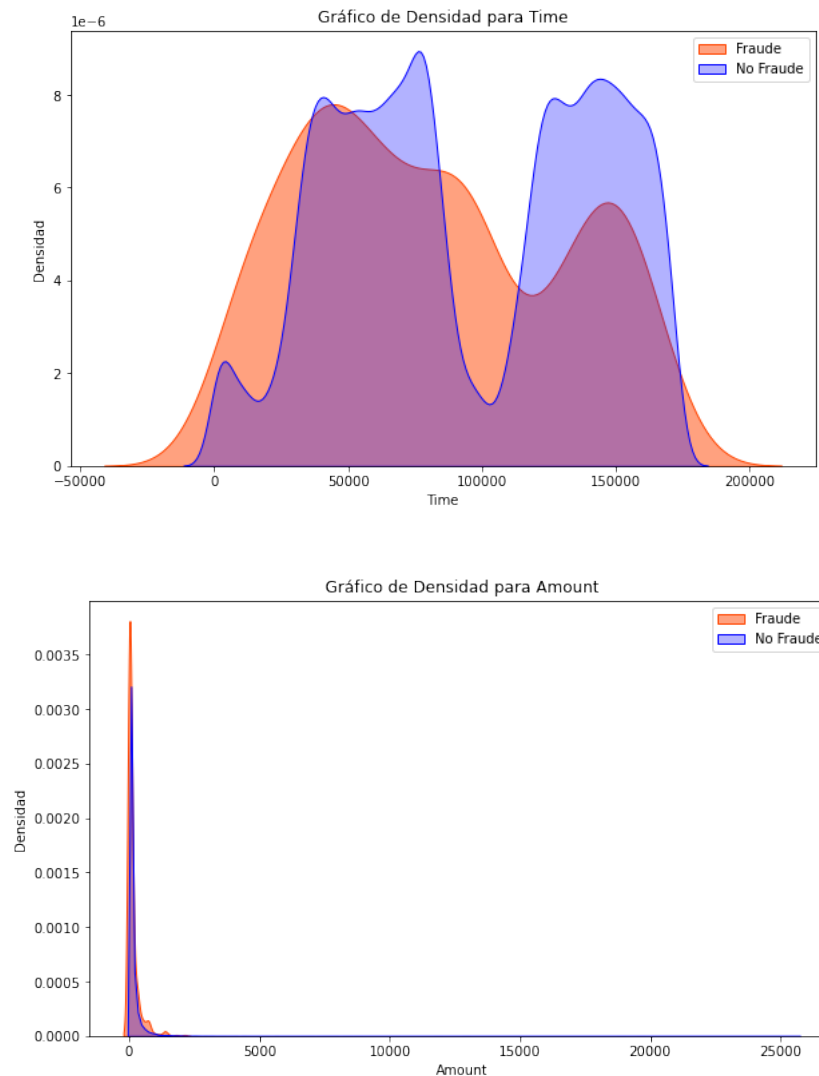 Gráfico de Densidad para Time
1e−6
Fraude
No Fraude
8
6
4
2
0
Densidad
−50000 0 50000 100000 150000 200000
Time
Gráfico de Densidad para Amount
Fraude
No Fraude
0.0035
0.0030
0.0025
0.0020
0.0015
0.0010
0.0005
0.0000
Densidad
0 5000 10000 15000 20000 25000
Amount